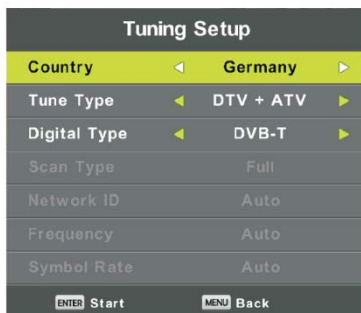 Tuning Setup
Country Germany
Tune Type DTV + ATV
Digital Type DVB-T
Scan Type Full
Network ID Auto
Frequency Auto
Symbol Rate Auto
ENTER Start MENU Back